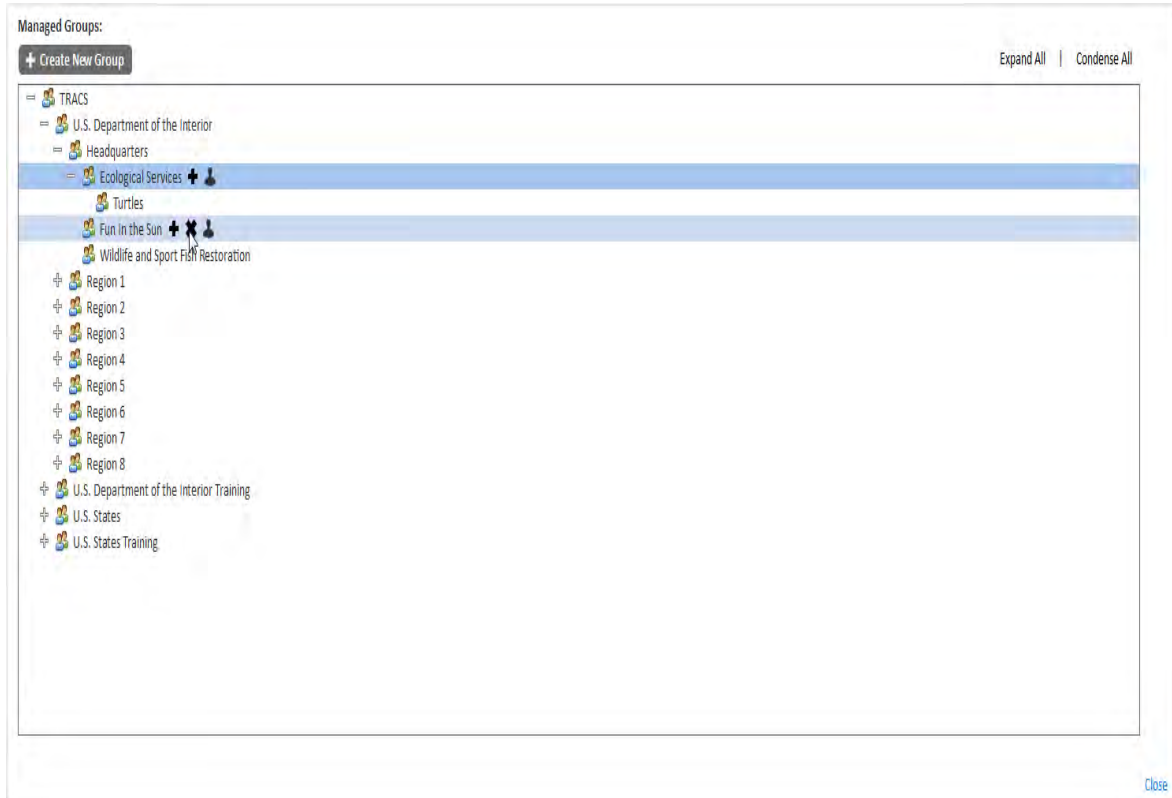 Managed Groups:
Create New Group
Expand All | Condense All
TRACS
U.S. Department of the Interior
Headquarters
Ecological Services
Turtles
Fun in the Sun
Wildlife and Sport Fish Restoration
Region 1
Region 2
Region 3
Region 4
Region 5
Region 6
Region 7
Region 8
U.S. Department of the Interior Training
U.S. States
U.S. States Training
Close